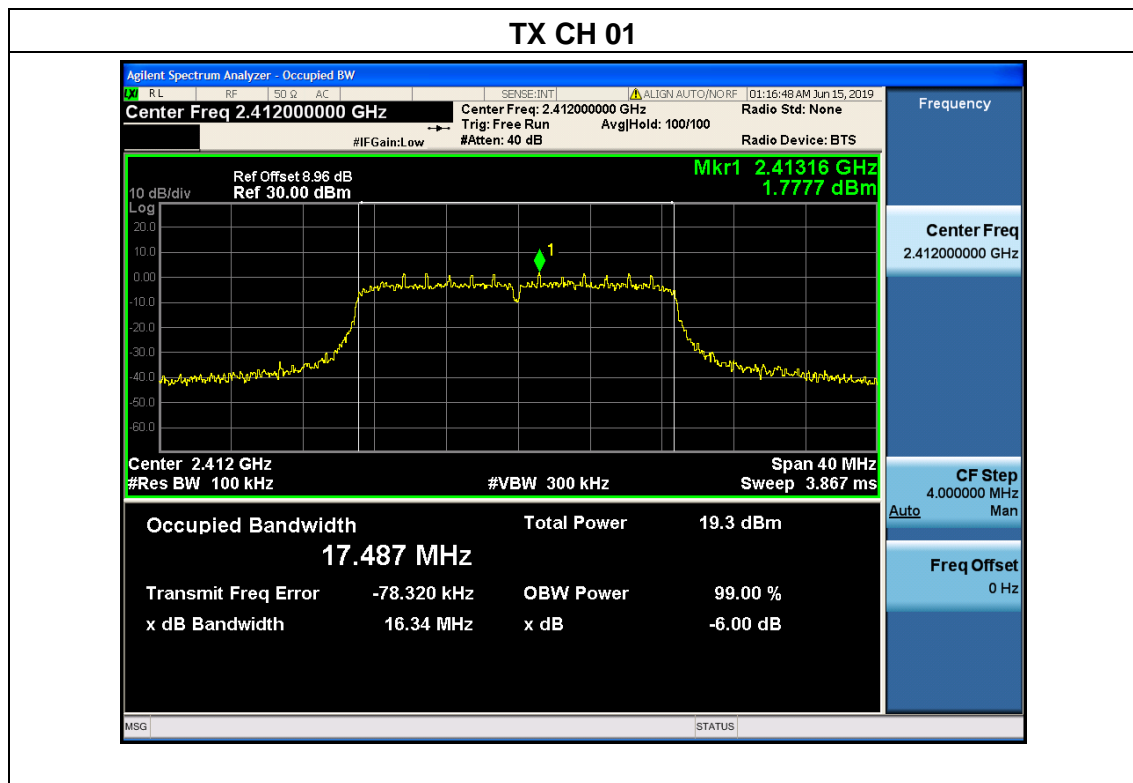 TX CH 01
Agilent Spectrum Analyzer - Occupied BW
LXI RL RF 50 Ω AC SENSE:INT ALIGN AUTO/NO RF 01:16:48 AM Jun 15, 2019
Center Freq 2.412000000 GHz
Center Freq: 2.412000000 GHz Radio Std: None
Trig: Free Run Avg|Hold: 100/100
#IFGain:Low #Atten: 40 dB Radio Device: BTS
Frequency
Mkr1 2.41316 GHz
1.7777 dBm
Ref Offset 8.96 dB
10 dB/div Ref 30.00 dBm
Log
20.0
10.0
0.00
-10.0
-20.0
-30.0
-40.0
-50.0
-60.0
1
Center 2.412 GHz Span 40 MHz
#Res BW 100 kHz #VBW 300 kHz Sweep 3.867 ms
Occupied Bandwidth Total Power 19.3 dBm
17.487 MHz
Transmit Freq Error -78.320 kHz OBW Power 99.00 %
x dB Bandwidth 16.34 MHz x dB -6.00 dB
Center Freq
2.412000000 GHz
CF Step
4.000000 MHz
Auto Man
Freq Offset
0 Hz
MSG STATUS